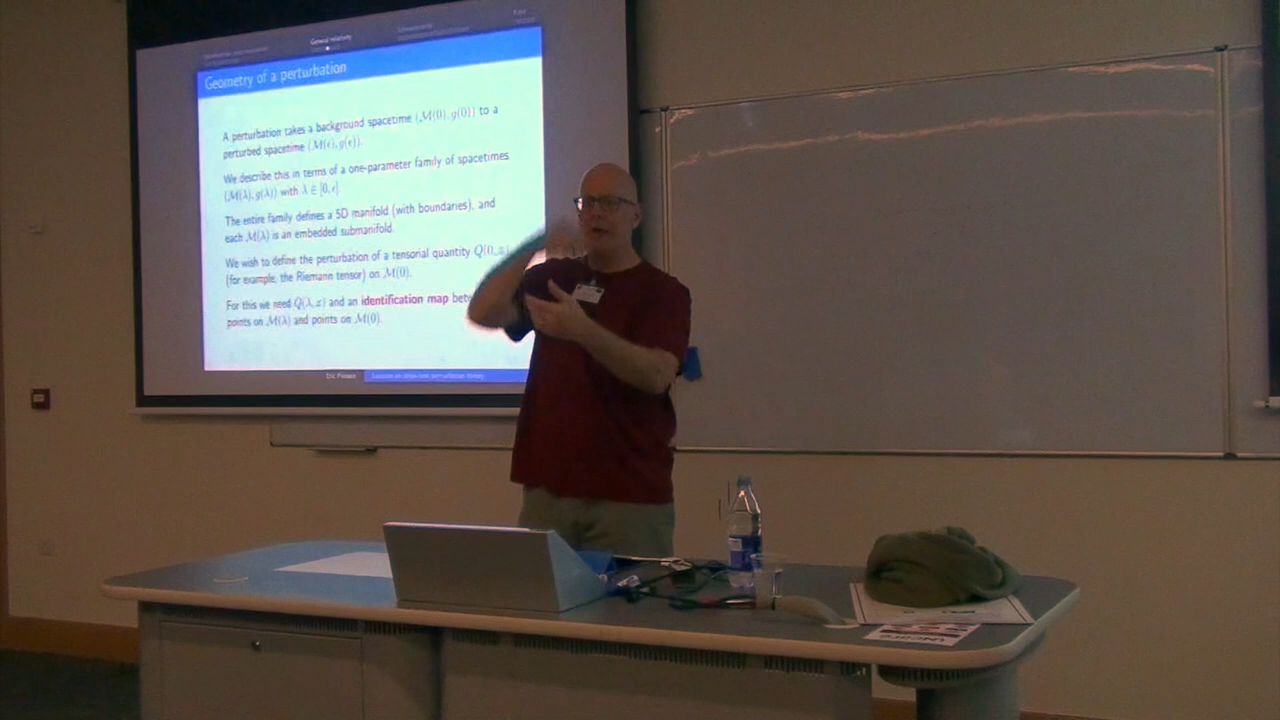 General relativity
Geometry of a perturbation
A perturbation takes a background spacetime (M(0), g(0)) to a
perturbed spacetime (M(ϵ), g(ϵ)).
We describe this in terms of a one-parameter family of spacetimes
(M(λ), g(λ)) with λ ∈ [0, ϵ].
The entire family defines a 5D manifold (with boundaries), and
each M(λ) is an embedded submanifold.
We wish to define the perturbation of a tensorial quantity Q(0, x)
(for example, the Riemann tensor) on M(0).
For this we need Q(λ, x) and an identification map
points on M(λ) and points on M(0).
Eric Poisson
perturbation theory